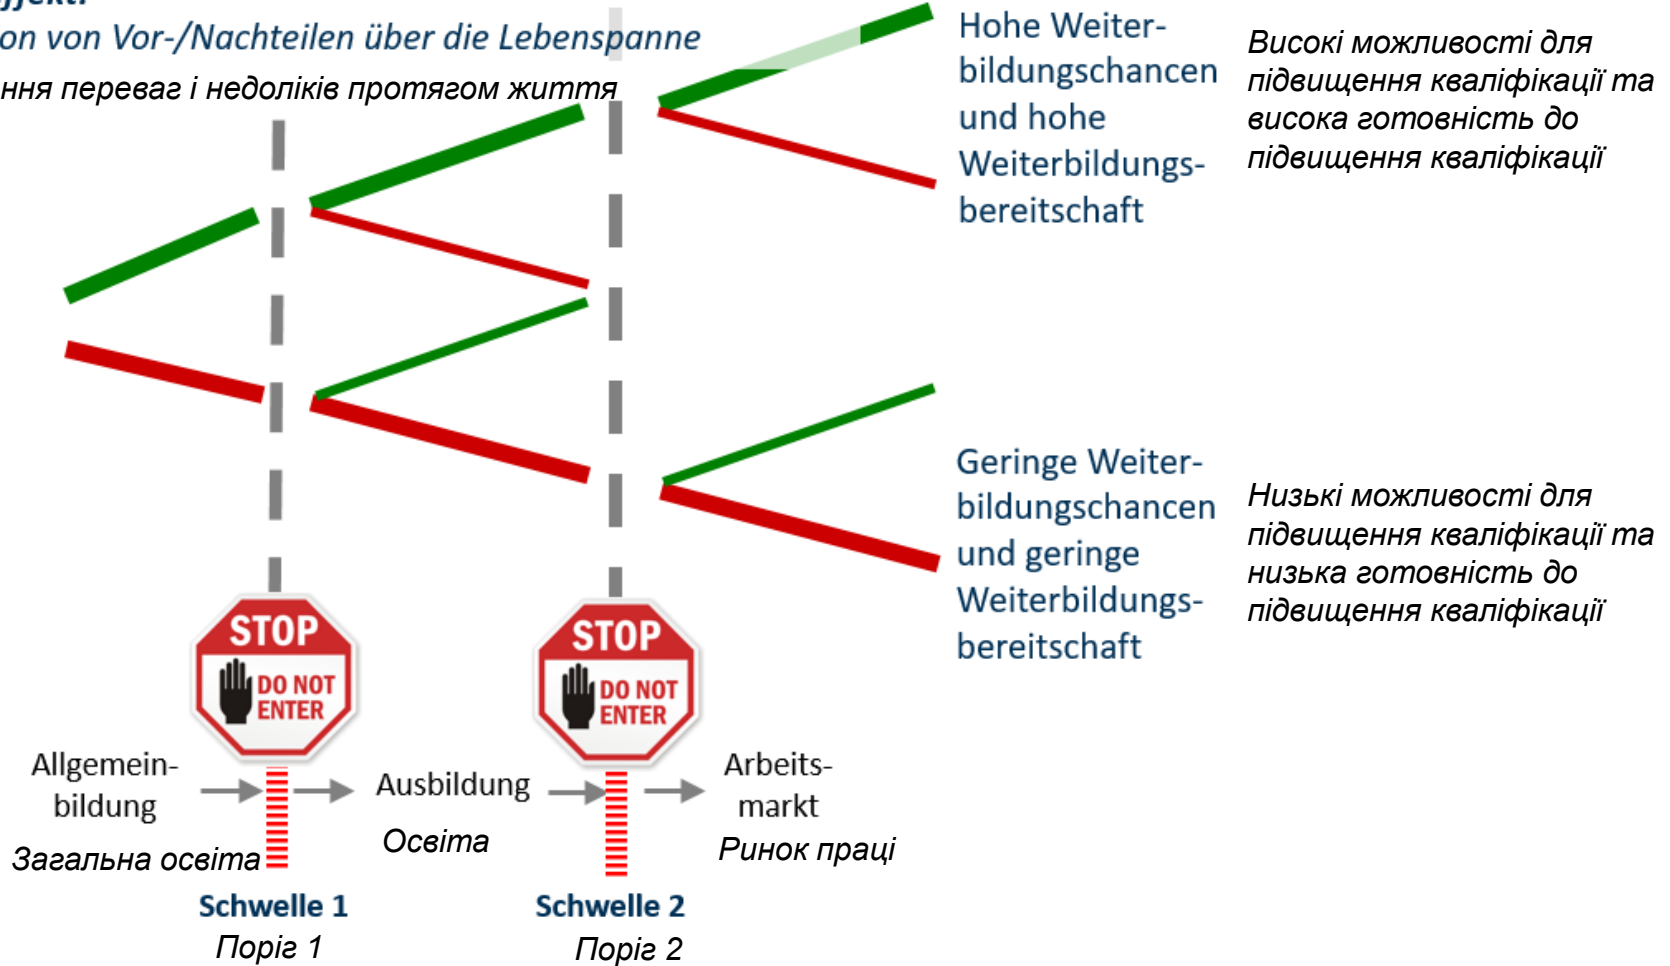 on von Vor-/Nachteilen über die Lebenspanne
ння переваг і недоліків протягом життя
Hohe Weiter-
bildungschancen
und hohe
Weiterbildungs-
bereitschaft
Високі можливості для
підвищення кваліфікації та
висока готовність до
підвищення кваліфікації
Geringe Weiter-
bildungschancen
und geringe
Weiterbildungs-
bereitschaft
Низькі можливості для
підвищення кваліфікації та
низька готовність до
підвищення кваліфікації
STOP
DO NOT
ENTER
STOP
DO NOT
ENTER
Allgemein-
bildung
Ausbildung
Arbeits-
markt
Загальна освіта
Освіта
Ринок праці
Schwelle 1
Schwelle 2
Поріг 1
Поріг 2